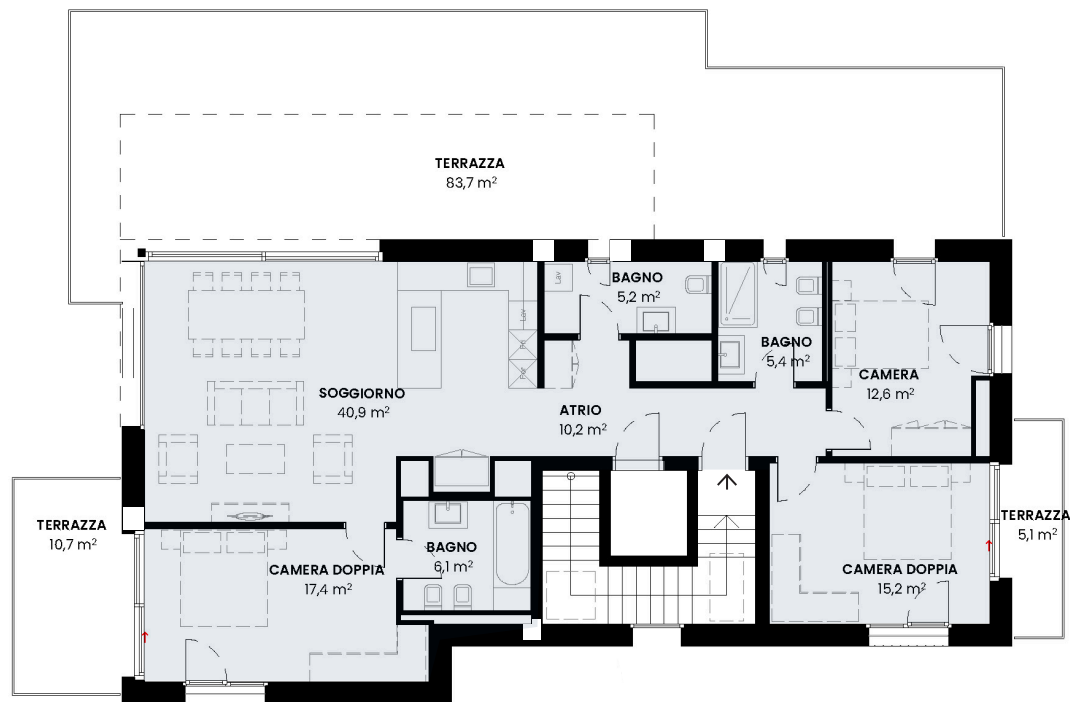 TERRAZZA
83,7 m²
BAGNO
5,2 m²
Lav
BAGNO
5,4 m²
Lav
CAMERA
12,6 m²
SOGGIORNO
40,9 m²
ATRIO
10,2 m²
TERRAZZA
10,7 m²
BAGNO
6,1 m²
CAMERA DOPPIA
17,4 m²
CAMERA DOPPIA
15,2 m²
TERRAZZA
5,1 m²